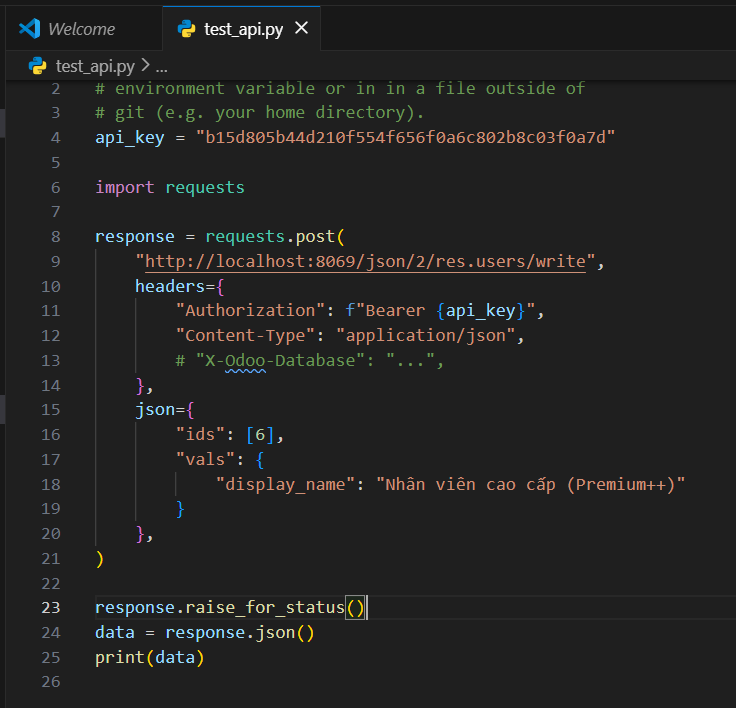 Welcome
test_api.py
test_api.py > ...
2 # environment variable or in in a file outside of
3 # git (e.g. your home directory).
4 api_key = "b15d805b44d210f554f656f0a6c802b8c03f0a7d"
5
6 import requests
7
8 response = requests.post(
9 "http://localhost:8069/json/2/res.users/write",
10 headers={
11 "Authorization": f"Bearer {api_key}",
12 "Content-Type": "application/json",
13 # "X-Odoo-Database": "...",
14 },
15 json={
16 "ids": [6],
17 "vals": {
18 "display_name": "Nhân viên cao cấp (Premium++)"
19 }
20 },
21 )
22
23 response.raise_for_status()
24 data = response.json()
25 print(data)
26